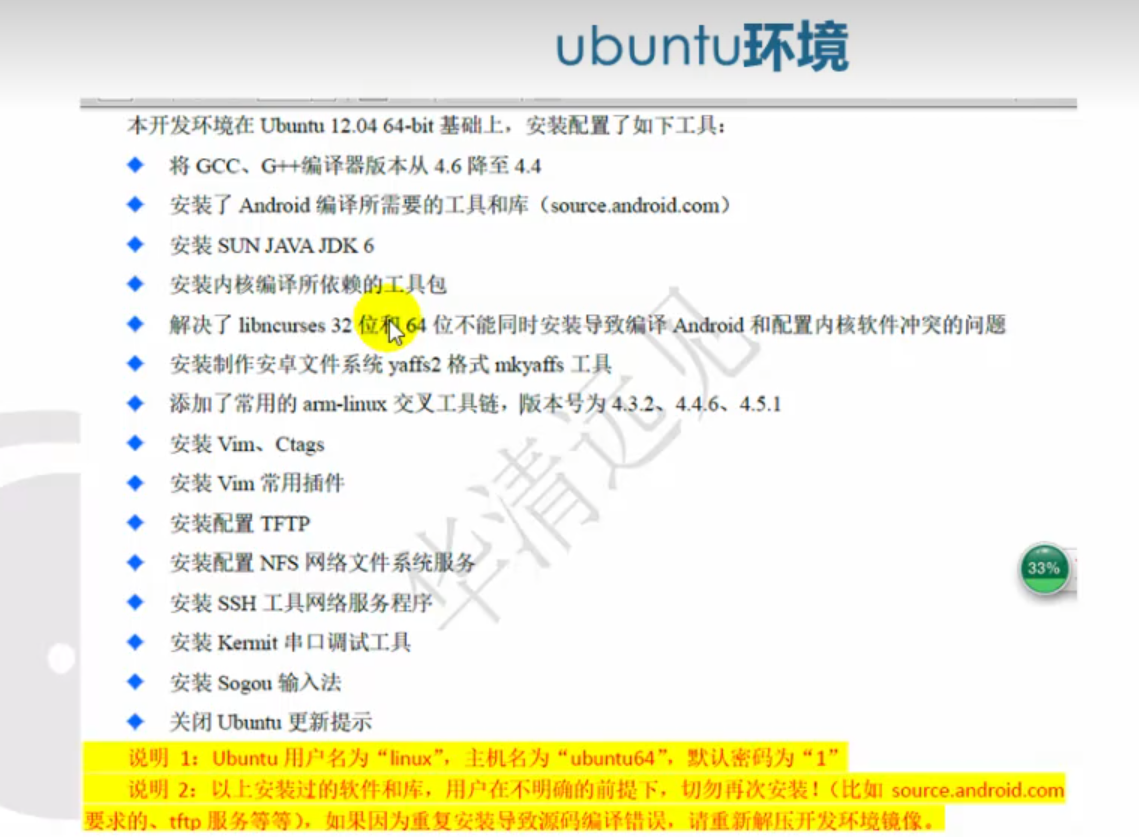 ubuntu环境
本开发环境在 Ubuntu 12.04 64-bit 基础上，安装配置了如下工具：
将 GCC、G++编译器版本从 4.6 降至 4.4
安装了 Android 编译所需要的工具和库（source.android.com）
安装 SUN JAVA JDK 6
安装内核编译所依赖的工具包
解决了 libncurses 32 位和 64 位不能同时安装导致编译 Android 和配置内核软件冲突的问题
安装制作安卓文件系统 yaffs2 格式 mkyaffs 工具
添加了常用的 arm-linux 交叉工具链，版本号为 4.3.2、4.4.6、4.5.1
安装 Vim、Ctags
安装 Vim 常用插件
安装配置 TFTP
安装配置 NFS 网络文件系统服务
安装 SSH 工具网络服务程序
安装 Kermit 串口调试工具
安装 Sogou 输入法
关闭 Ubuntu 更新提示
说明 1：Ubuntu 用户名为“linux”，主机名为“ubuntu64”，默认密码为“1”
说明 2：以上安装过的软件和库，用户在不明确的前提下，切勿再次安装！（比如 source.android.com
要求的、tftp 服务等等），如果因为重复安装导致源码编译错误，请重新解压开发环境镜像。
华清远见
33%